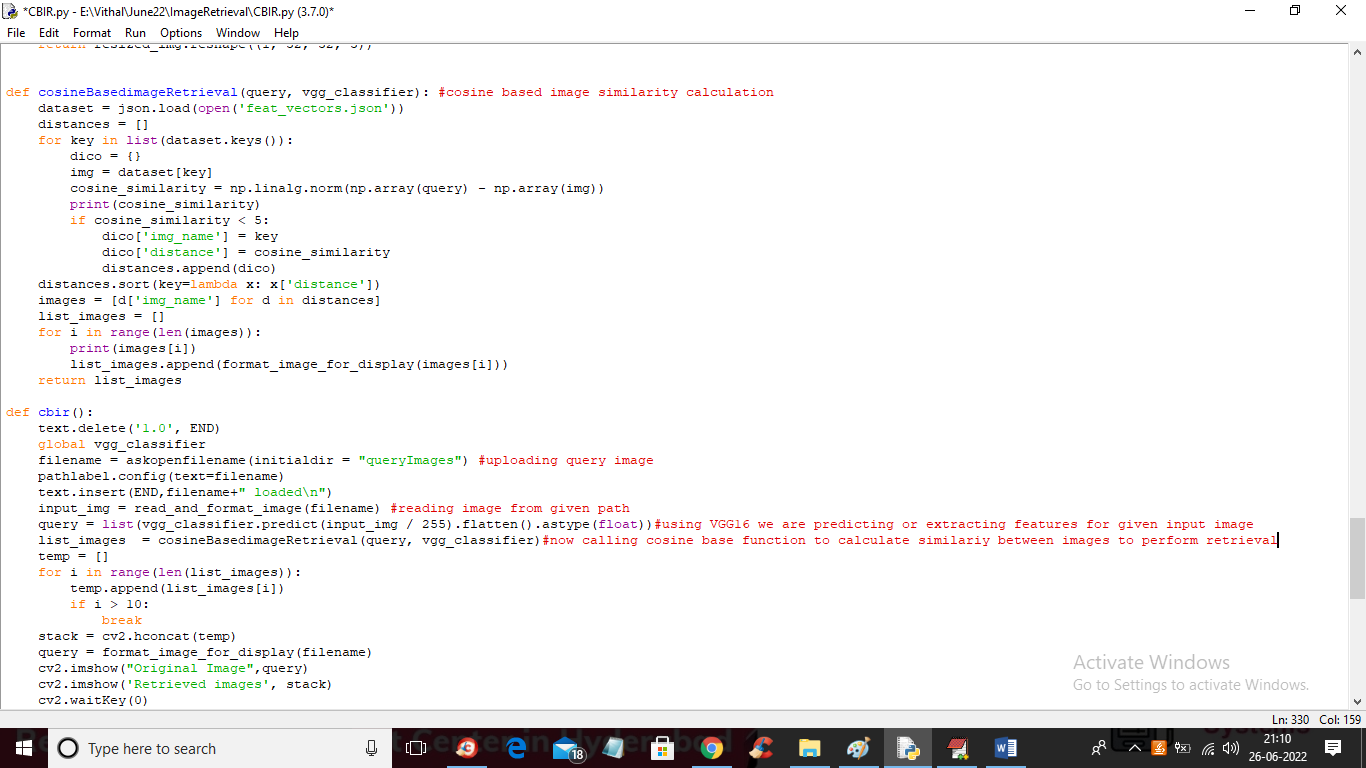 *CBIR.py - E:\Vithal\June22\ImageRetrieval\CBIR.py (3.7.0)*
File Edit Format Run Options Window Help
return resized_img.reshape((1, 32, 32, 3))
def cosineBasedimageRetrieval(query, vgg_classifier): #cosine based image similarity calculation
    dataset = json.load(open('feat_vectors.json'))
    distances = []
    for key in list(dataset.keys()):
        dico = {}
        img = dataset[key]
        cosine_similarity = np.linalg.norm(np.array(query) - np.array(img))
        print(cosine_similarity)
        if cosine_similarity < 5:
            dico['img_name'] = key
            dico['distance'] = cosine_similarity
            distances.append(dico)
    distances.sort(key=lambda x: x['distance'])
    images = [d['img_name'] for d in distances]
    list_images = []
    for i in range(len(images)):
        print(images[i])
        list_images.append(format_image_for_display(images[i]))
    return list_images
def cbir():
    text.delete('1.0', END)
    global vgg_classifier
    filename = askopenfilename(initialdir = "queryImages") #uploading query image
    pathlabel.config(text=filename)
    text.insert(END,filename+" loaded\n")
    input_img = read_and_format_image(filename) #reading image from given path
    query = list(vgg_classifier.predict(input_img / 255).flatten().astype(float))#using VGG16 we are predicting or extracting features for given input image
    list_images  = cosineBasedimageRetrieval(query, vgg_classifier)#now calling cosine base function to calculate similariy between images to perform retrieval
    temp = []
    for i in range(len(list_images)):
        temp.append(list_images[i])
        if i > 10:
            break
    stack = cv2.hconcat(temp)
    query = format_image_for_display(filename)
    cv2.imshow("Original Image",query)
    cv2.imshow('Retrieved images', stack)
    cv2.waitKey(0)
Activate Windows
Go to Settings to activate Windows.
Ln: 330 Col: 159
Type here to search
18
21:10
26-06-2022